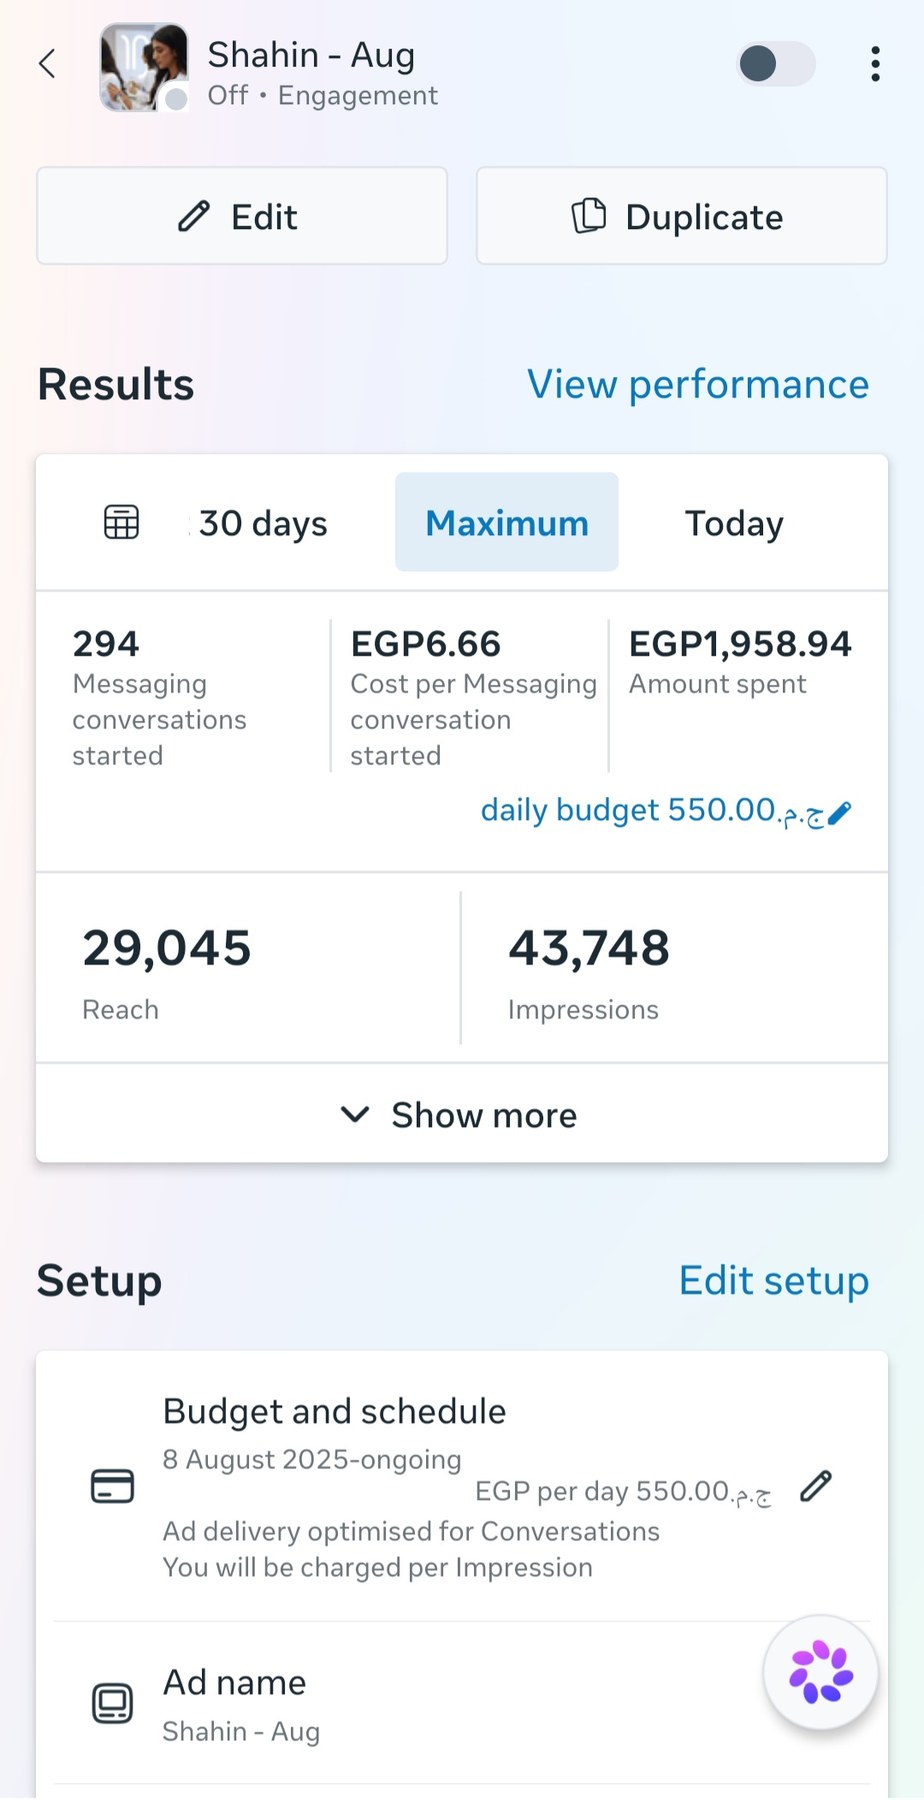 Shahin - Aug
Off • Engagement
Edit
Duplicate
Results
View performance
30 days
Maximum
Today
294
Messaging
conversations
started
EGP6.66
Cost per Messaging
conversation
started
EGP1,958.94
Amount spent
daily budget 550.00.ج.م
29,045
Reach
43,748
Impressions
Show more
Setup
Edit setup
Budget and schedule
8 August 2025-ongoing
EGP per day 550.00.ج.م
Ad delivery optimised for Conversations
You will be charged per Impression
Ad name
Shahin - Aug